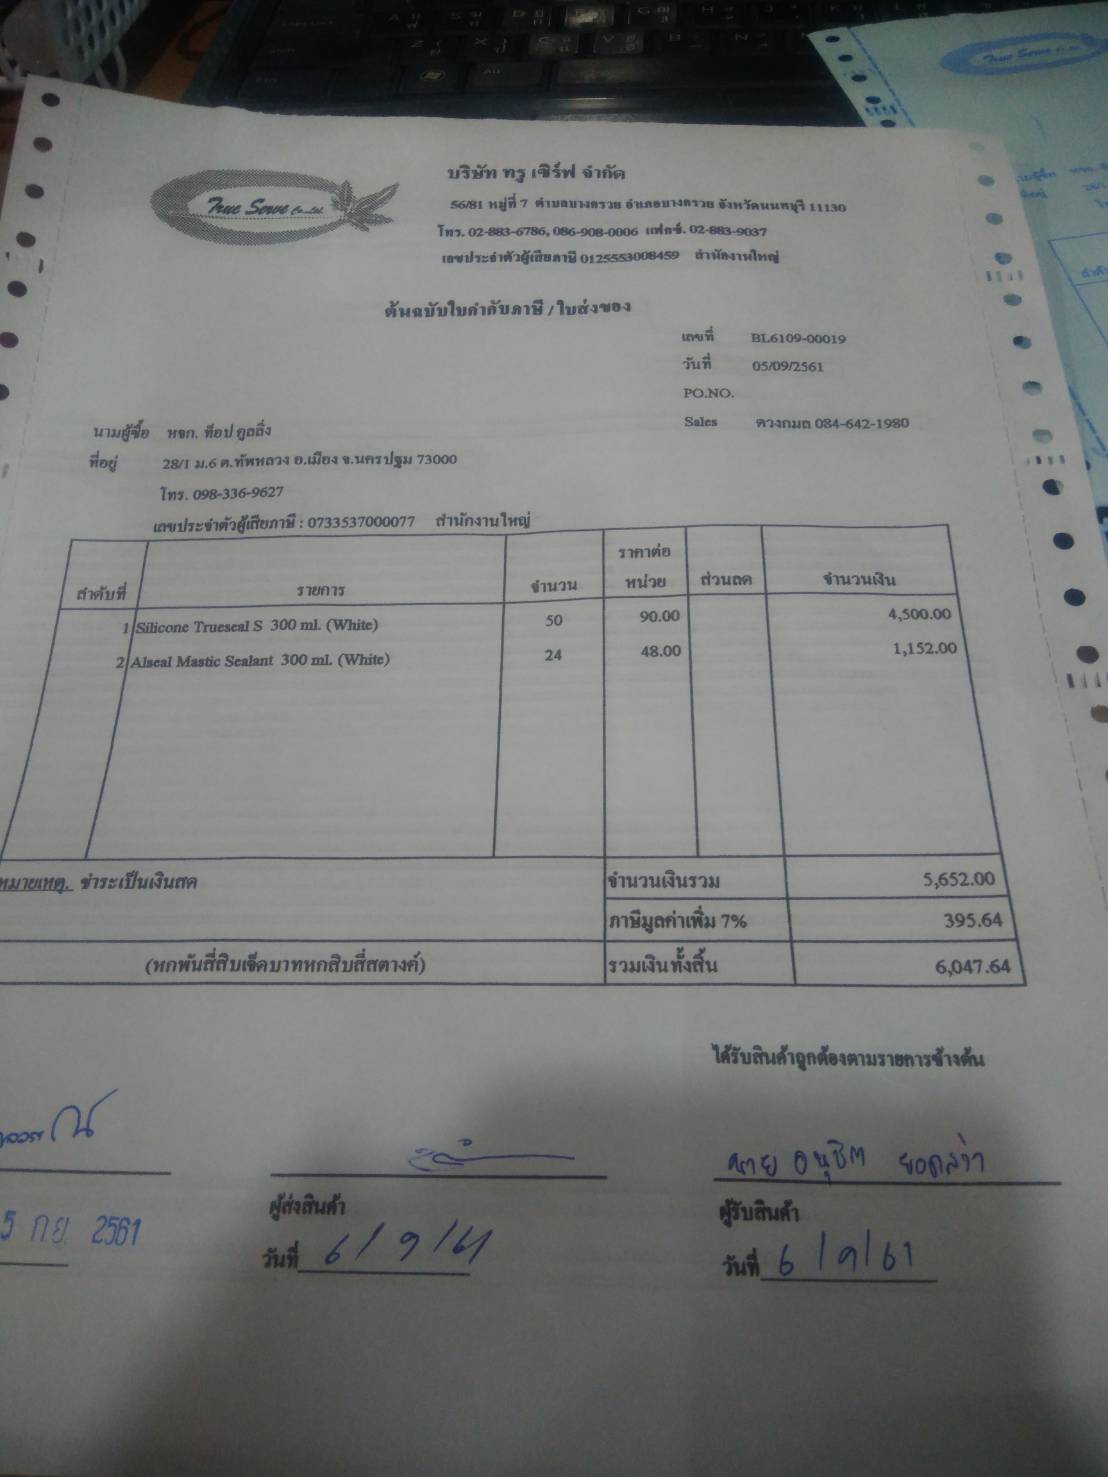 True Serve Co.,Ltd.
บริษัท ทรู เซิร์ฟ จำกัด
56/81 หมู่ที่ 7 ตำบลบางกรวย อำเภอบางกรวย จังหวัดนนทบุรี 11130
โทร. 02-883-6786, 086-908-0006 แฟกซ์. 02-883-9037
เลขประจำตัวผู้เสียภาษี 0125553008459 สำนักงานใหญ่
ต้นฉบับใบกำกับภาษี / ใบส่งของ
เลขที่ BL6109-00019
วันที่ 05/09/2561
PO.NO.
Sales ดวงกมล 084-642-1980
นามผู้ซื้อ หจก. ท็อป คูลลิ่ง
ที่อยู่ 28/1 ม.6 ต.ทัพหลวง อ.เมือง จ.นครปฐม 73000
โทร. 098-336-9627
เลขประจำตัวผู้เสียภาษี : 0733537000077 สำนักงานใหญ่
ลำดับที่ รายการ จำนวน ราคาต่อหน่วย ส่วนลด จำนวนเงิน
1 Silicone Trueseal S 300 ml. (White) 50 90.00 4,500.00
2 Alseal Mastic Sealant 300 ml. (White) 24 48.00 1,152.00
หมายเหตุ. ชำระเป็นเงินสด จำนวนเงินรวม 5,652.00
ภาษีมูลค่าเพิ่ม 7% 395.64
(หกพันสี่สิบเจ็ดบาทหกสิบสี่สตางค์) รวมเงินทั้งสิ้น 6,047.64
ได้รับสินค้าถูกต้องตามรายการข้างต้น
นาย อนุชิต
ผู้ส่งสินค้า ผู้รับสินค้า
5 ก.ย. 2561 วันที่ 6/9/61 วันที่ 6/9/61
True Serve Co.,Ltd.